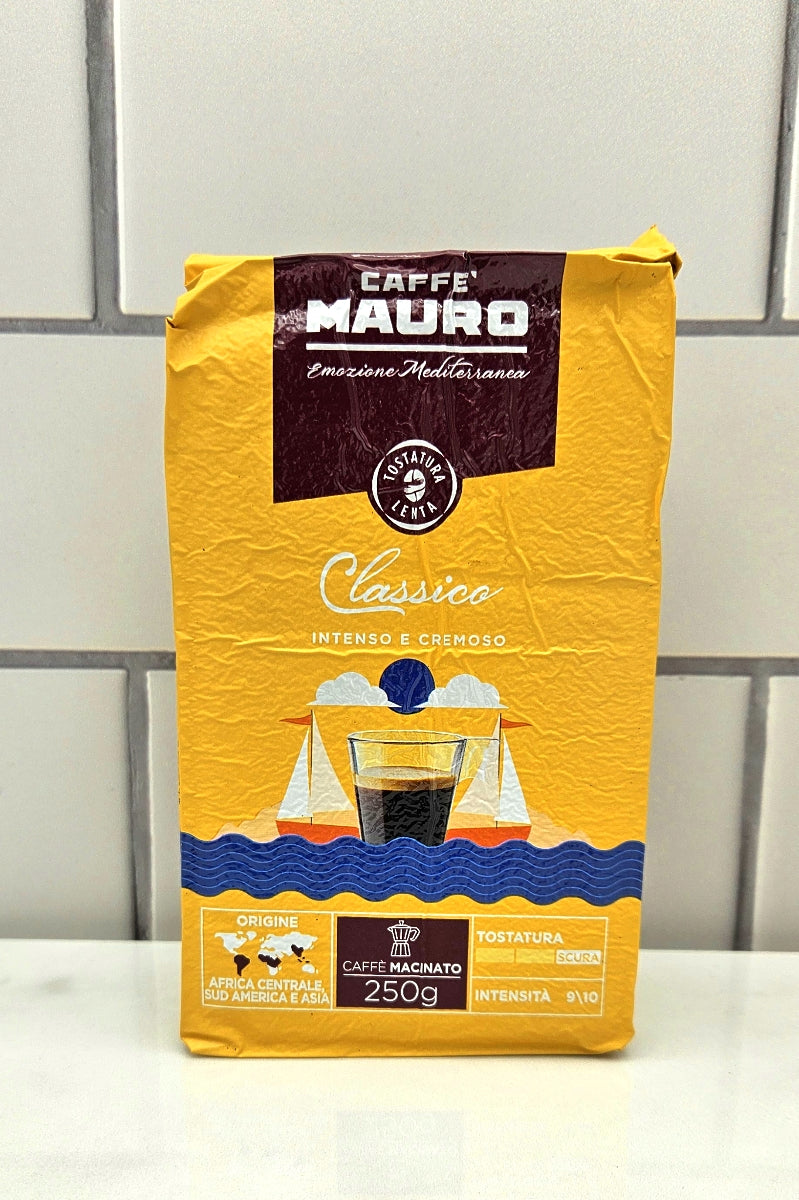 CAFFE'
MAURO
Emozione Mediterranea
TOSTATURA
LENTA
Classico
INTENSO E CREMOSO
ORIGINE
AFRICA CENTRALE,
SUD AMERICA E ASIA
CAFFÈ MACINATO
250g
TOSTATURA
SCURA
INTENSITÀ 9\10